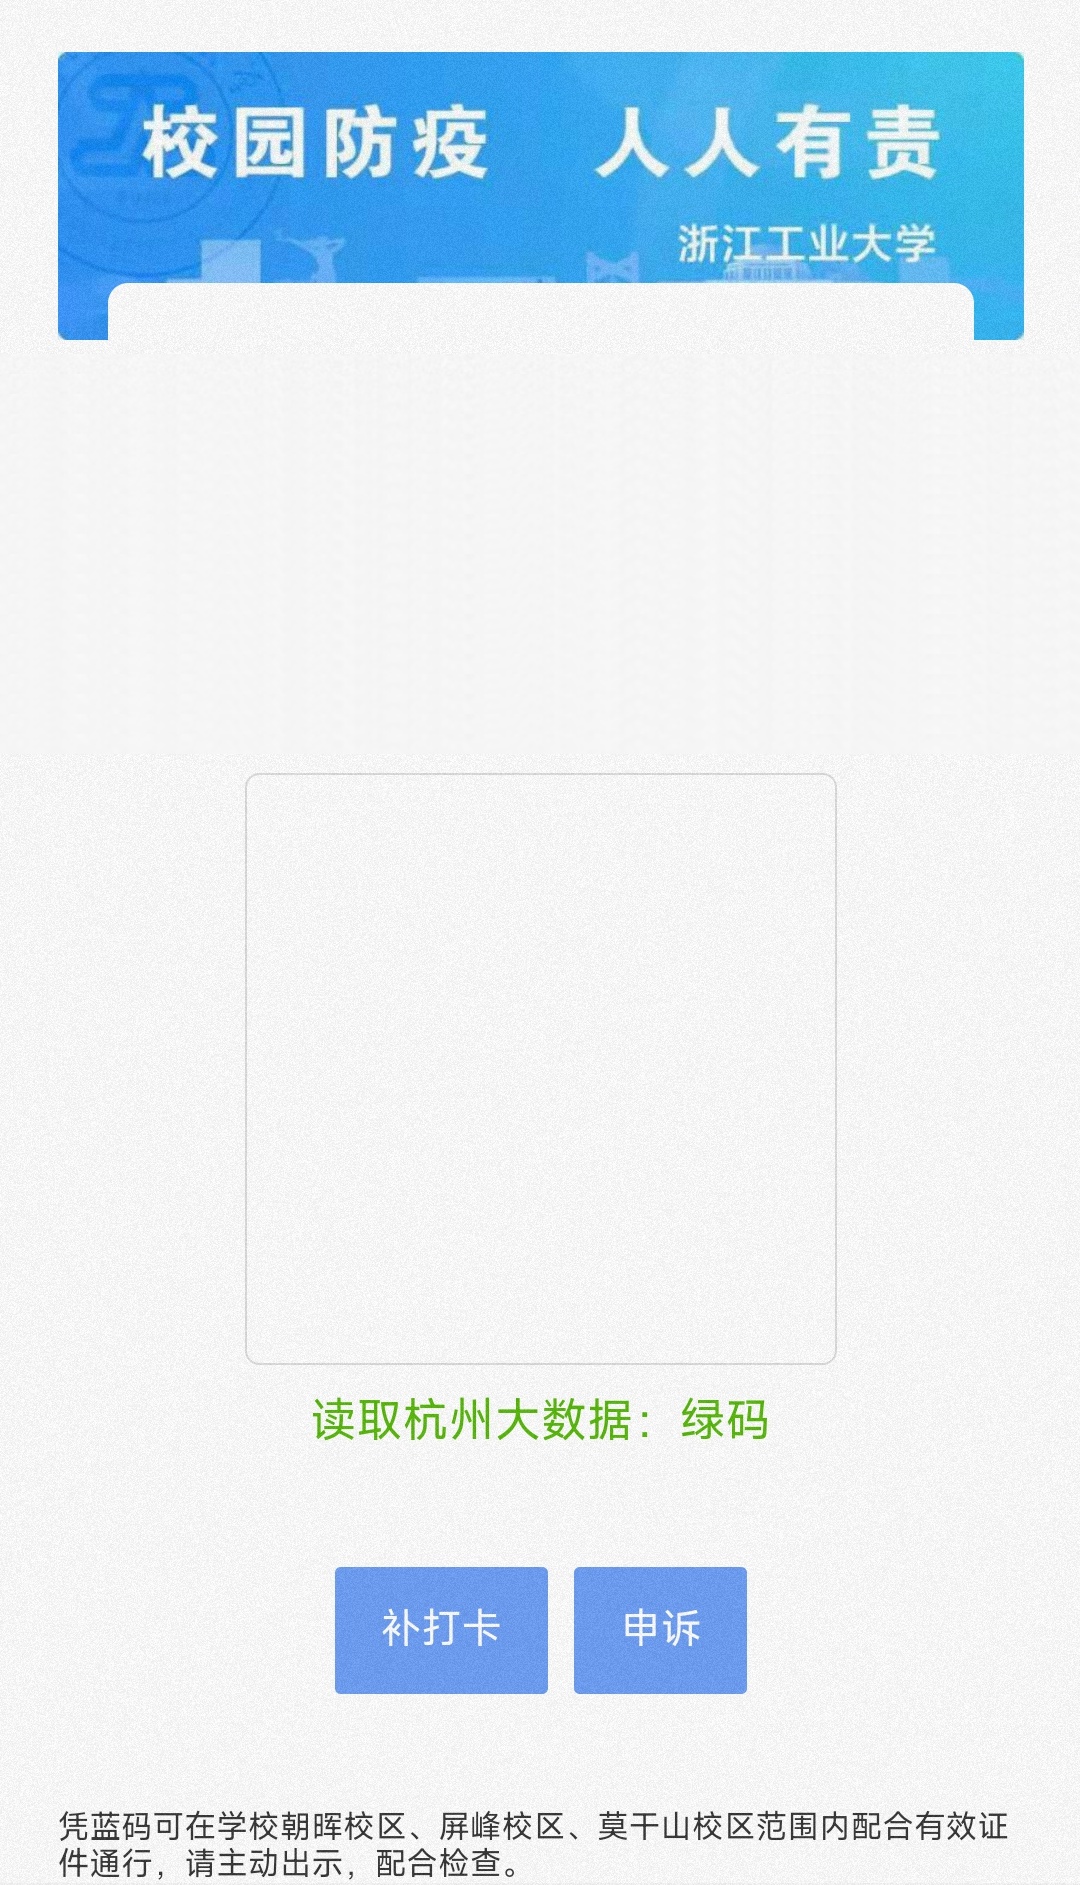 校园防疫　人人有责
浙江工业大学
读取杭州大数据：绿码
补打卡
申诉
凭蓝码可在学校朝晖校区、屏峰校区、莫干山校区范围内配合有效证
件通行，请主动出示，配合检查。